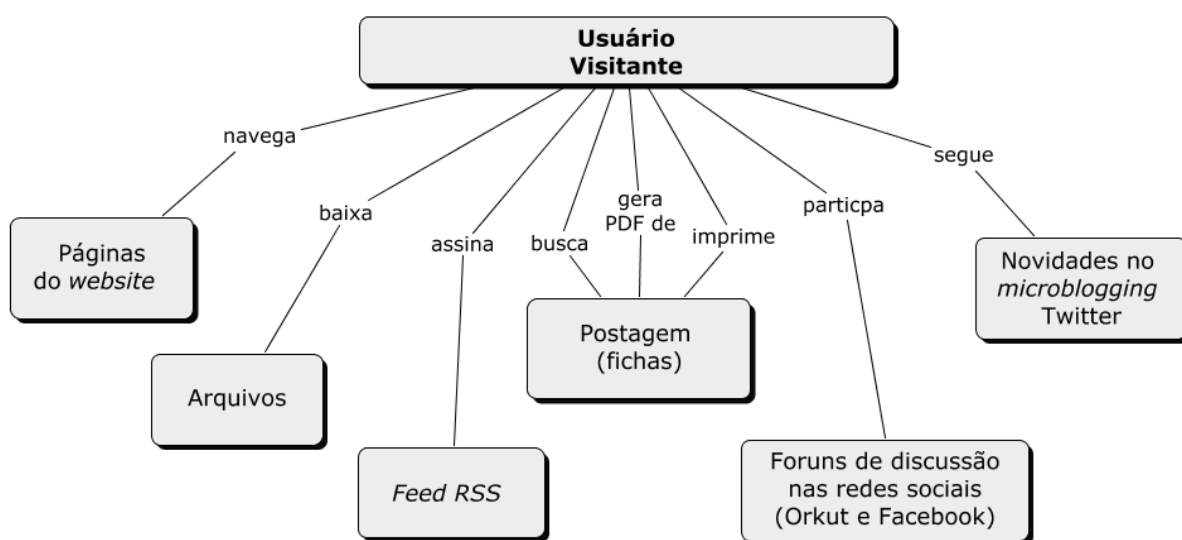 Usuário
Visitante
navega
baixa
assina
busca
gera
PDF de
imprime
particpa
segue
Páginas
do website
Arquivos
Feed RSS
Postagem
(fichas)
Foruns de discussão
nas redes sociais
(Orkut e Facebook)
Novidades no
microblogging
Twitter